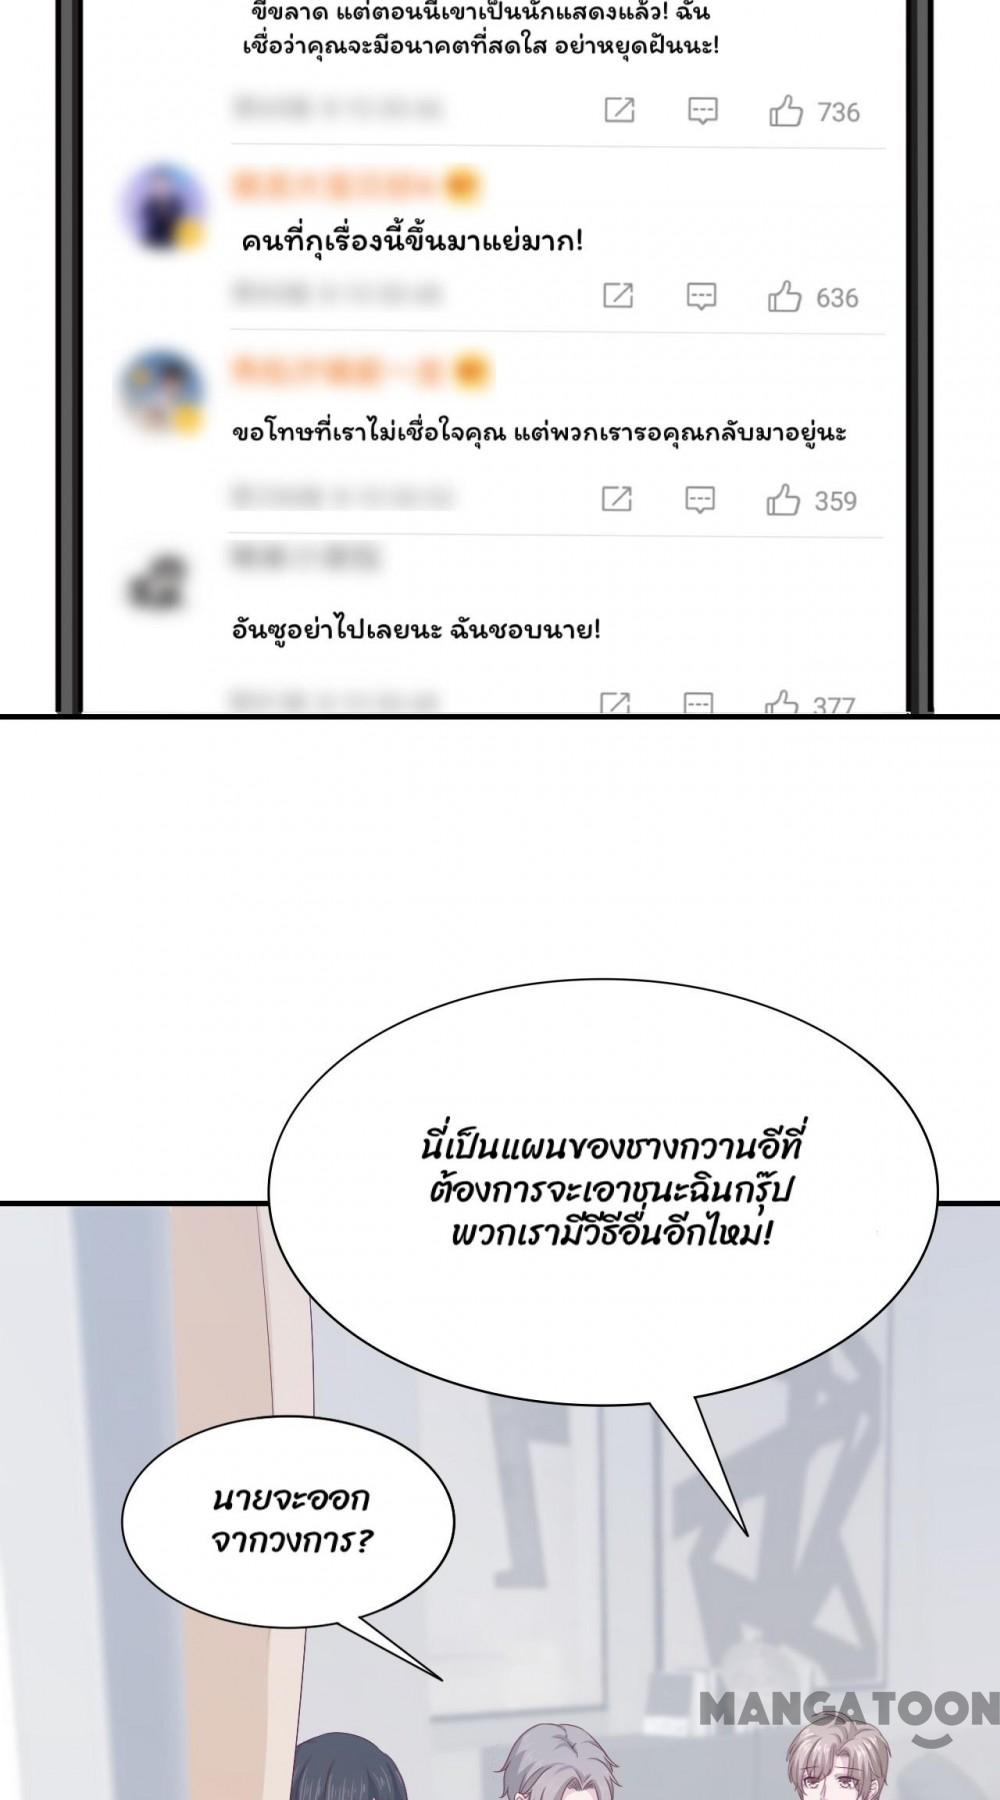 ขี้ขลาด แต่ตอนนี้เขาเป็นนักแสดงแล้ว! ฉัน
เชื่อว่าคุณจะมีอนาคตที่สดใส อย่าหยุดฝันนะ!
736
คนที่กุเรื่องนี้ขึ้นมาแย่มาก!
636
ขอโทษที่เราไม่เชื่อใจคุณ แต่พวกเรารอคุณกลับมาอยู่นะ
359
อันซูอย่าไปเลยนะ ฉันชอบนาย!
377
นี่เป็นแผนของชางกวานอีที่
ต้องการจะเอาชนะฉินกรุ๊ป
พวกเรามีวิธีอื่นอีกไหม!
นายจะออก
จากวงการ?
MANGATOON